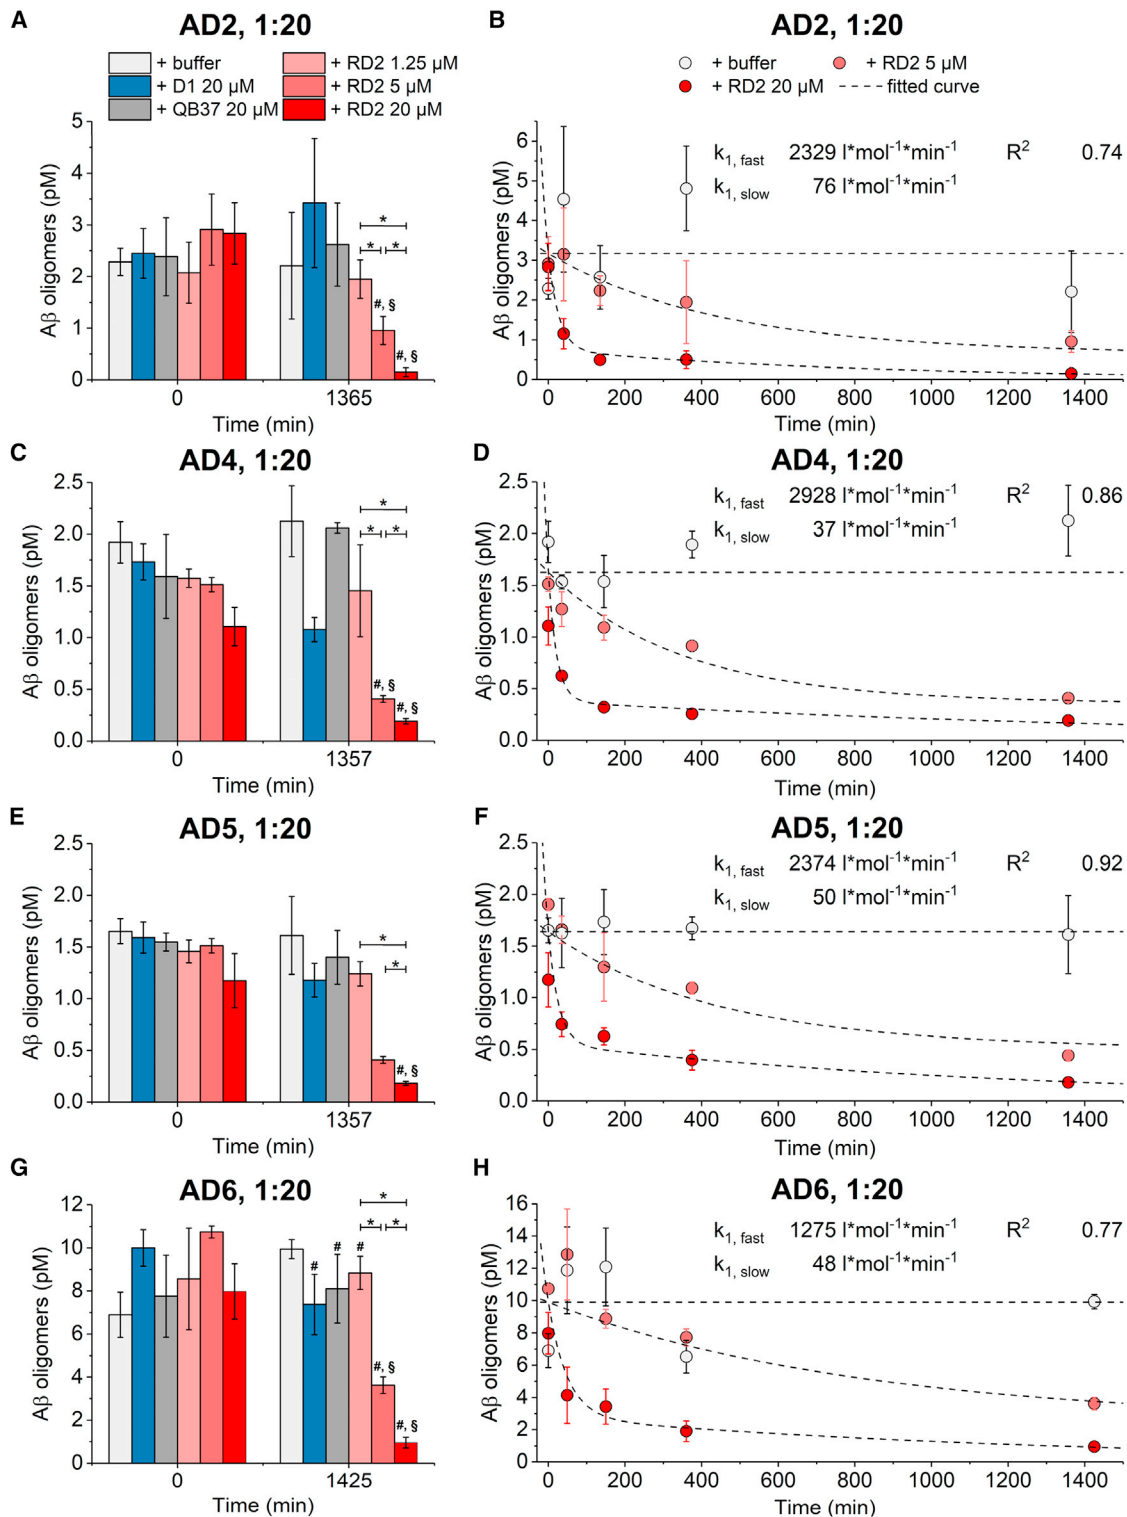 A
AD2, 1:20
+ buffer
+ RD2 1.25 µM
+ D1 20 µM
+ RD2 5 µM
+ QB37 20 µM
+ RD2 20 µM
5
4
3
2
1
0
Aβ oligomers (pM)
*
* *
#, §
#, §
0 1365
Time (min)
B
AD2, 1:20
+ buffer
+ RD2 5 µM
+ RD2 20 µM
fitted curve
k1, fast 2329 l*mol-1*min-1 R2 0.74
k1, slow 76 l*mol-1*min-1
6
5
4
3
2
1
0
Aβ oligomers (pM)
0 200 400 600 800 1000 1200 1400
Time (min)
C
AD4, 1:20
2.5
2.0
1.5
1.0
0.5
0.0
Aβ oligomers (pM)
*
* *
#, §
#, §
0 1357
Time (min)
D
AD4, 1:20
k1, fast 2928 l*mol-1*min-1 R2 0.86
k1, slow 37 l*mol-1*min-1
2.5
2.0
1.5
1.0
0.5
0.0
Aβ oligomers (pM)
0 200 400 600 800 1000 1200 1400
Time (min)
E
AD5, 1:20
2.5
2.0
1.5
1.0
0.5
0.0
Aβ oligomers (pM)
*
*
#, §
0 1357
Time (min)
F
AD5, 1:20
k1, fast 2374 l*mol-1*min-1 R2 0.92
k1, slow 50 l*mol-1*min-1
2.5
2.0
1.5
1.0
0.5
0.0
Aβ oligomers (pM)
0 200 400 600 800 1000 1200 1400
Time (min)
G
AD6, 1:20
12
10
8
6
4
2
0
Aβ oligomers (pM)
*
* *
# # #
#, §
#, §
0 1425
Time (min)
H
AD6, 1:20
k1, fast 1275 l*mol-1*min-1 R2 0.77
k1, slow 48 l*mol-1*min-1
16
14
12
10
8
6
4
2
0
Aβ oligomers (pM)
0 200 400 600 800 1000 1200 1400
Time (min)